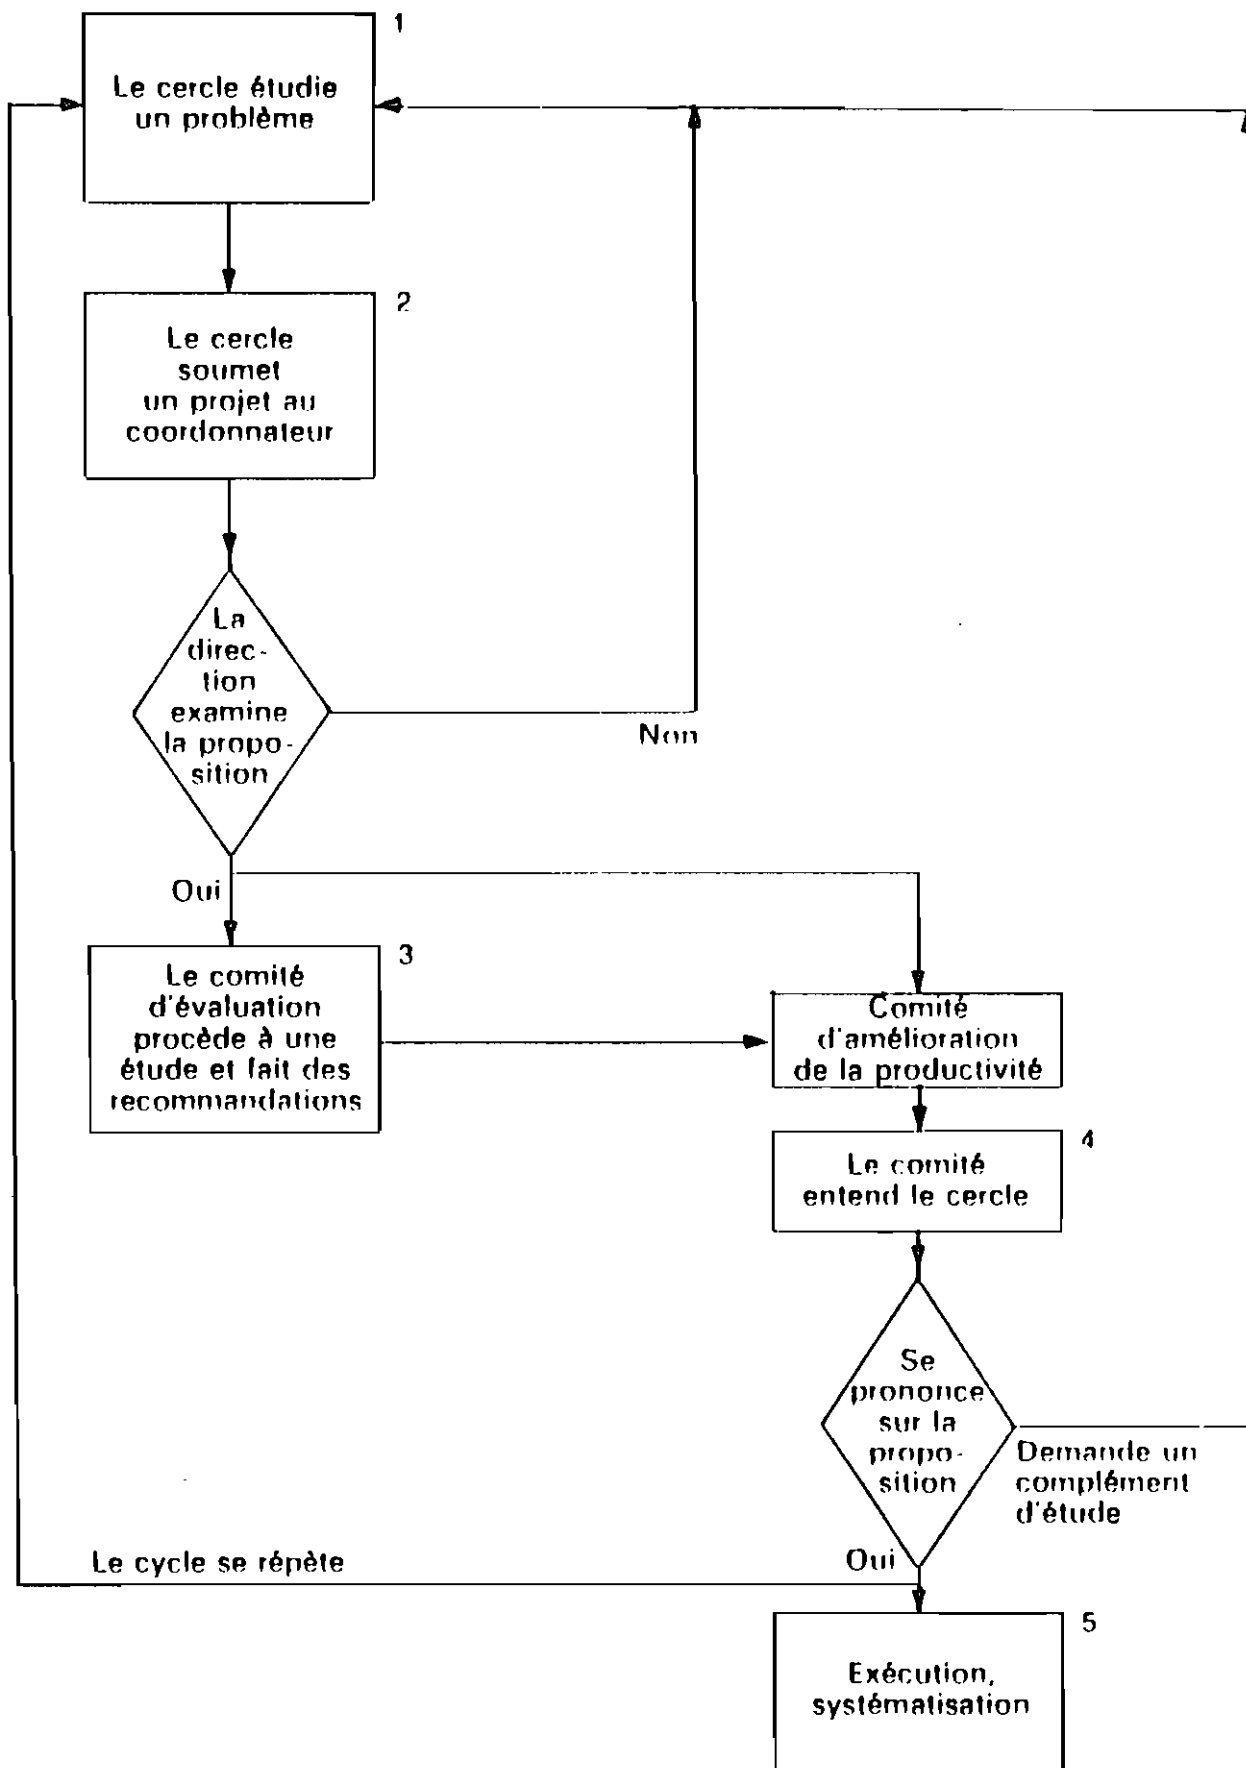 1
Le cercle étudie
un problème
2
Le cercle
soumet
un projet au
coordonnateur
La
direc-
tion
examine
la propo-
sition
Non
Oui
3
Le comité
d'évaluation
procède à une
étude et fait des
recommandations
Comité
d'amélioration
de la productivité
4
Le comité
entend le cercle
Se
prononce
sur la
propo-
sition
Demande un
complément
d'étude
Le cycle se répète
Oui
5
Exécution,
systématisation